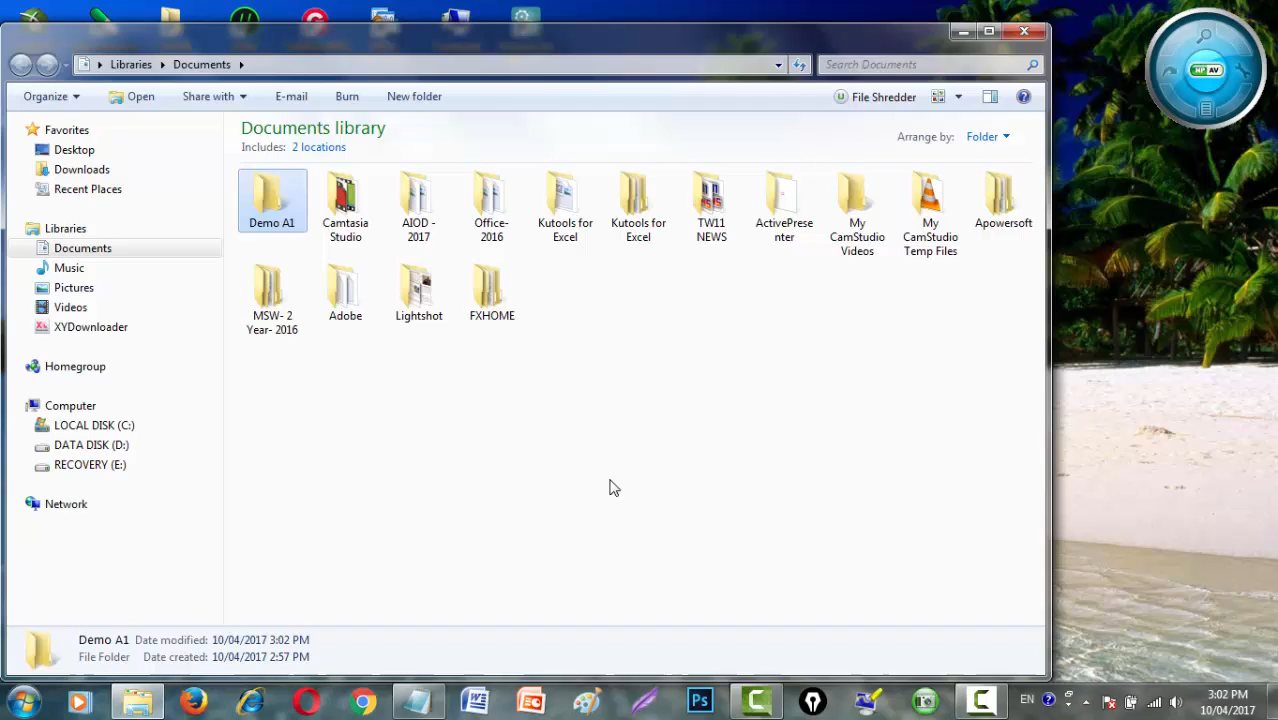 Libraries Documents
Search Documents
Organize Open Share with E-mail Burn New folder File Shredder
Favorites
Desktop
Downloads
Recent Places
Libraries
Documents
Music
Pictures
Videos
XYDownloader
Homegroup
Computer
LOCAL DISK (C:)
DATA DISK (D:)
RECOVERY (E:)
Network
Documents library
Includes: 2 locations
Arrange by: Folder
Demo A1
Camtasia Studio
AIOD - 2017
Office- 2016
Kutools for Excel
Kutools for Excel
TW11 NEWS
ActivePresenter
My CamStudio Videos
My CamStudio Temp Files
Apowersoft
MSW- 2 Year- 2016
Adobe
Lightshot
FXHOME
Demo A1 Date modified: 10/04/2017 3:02 PM
File Folder Date created: 10/04/2017 2:57 PM
NPAV
Ps
EN
3:02 PM
10/04/2017